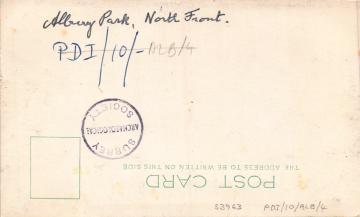 Albury Park, North Front.
PDI/10/- ALB/4
SURREY
ARCHAEOLOGICAL
SOCIETY
POST CARD
THE ADDRESS TO BE WRITTEN ON THIS SIDE
S3963 PDI/10/ALB/4